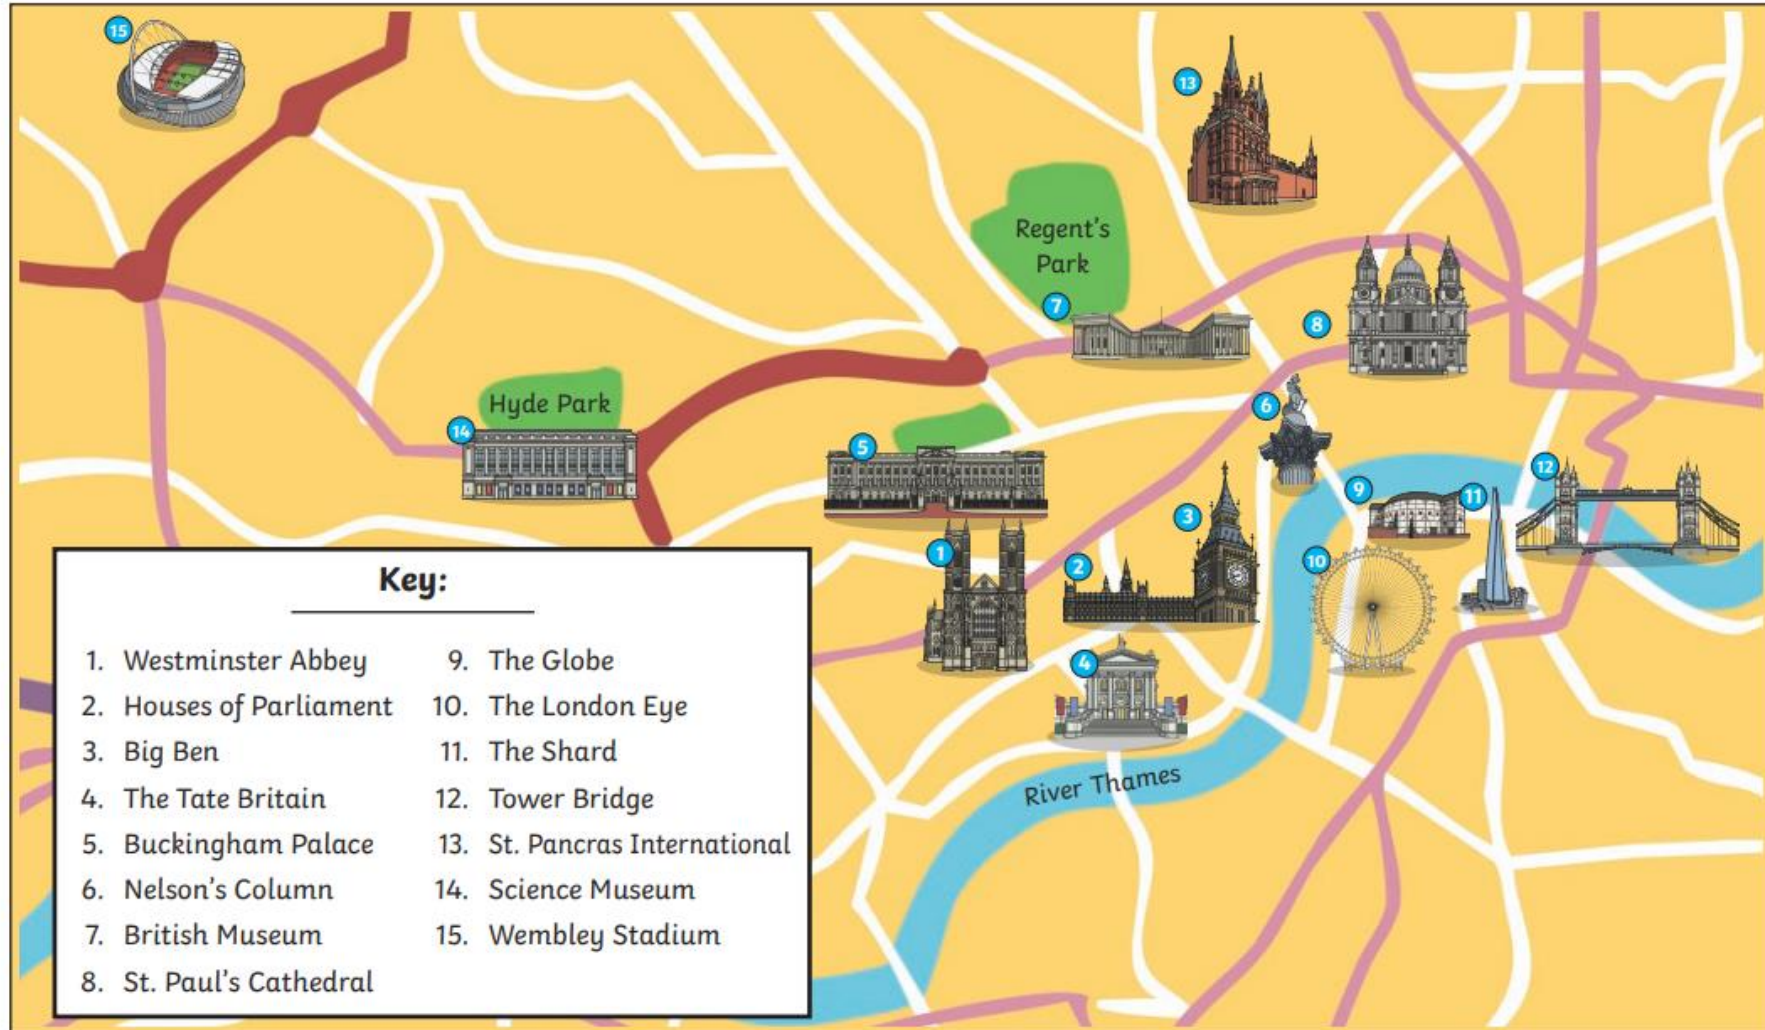 15
13
Regent's
Park
7
8
Hyde Park
14
6
5
12
9
11
3
1
2
10
4
River Thames
Key:
1. Westminster Abbey
2. Houses of Parliament
3. Big Ben
4. The Tate Britain
5. Buckingham Palace
6. Nelson's Column
7. British Museum
8. St. Paul's Cathedral
9. The Globe
10. The London Eye
11. The Shard
12. Tower Bridge
13. St. Pancras International
14. Science Museum
15. Wembley Stadium